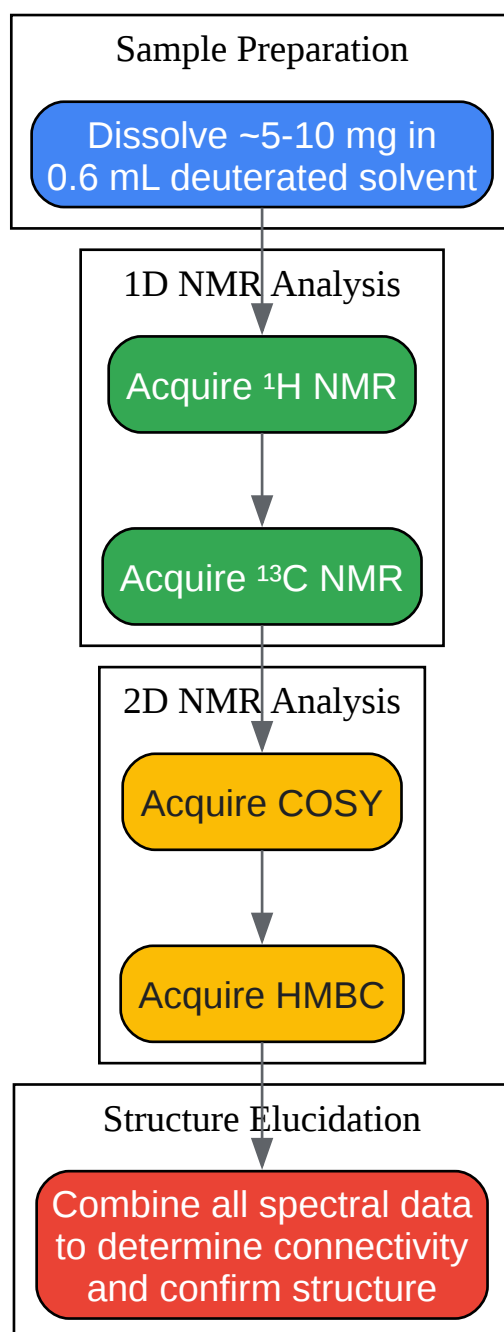 Sample Preparation
Dissolve ~5-10 mg in
0.6 mL deuterated solvent
1D NMR Analysis
Acquire ¹H NMR
Acquire ¹³C NMR
2D NMR Analysis
Acquire COSY
Acquire HMBC
Structure Elucidation
Combine all spectral data
to determine connectivity
and confirm structure